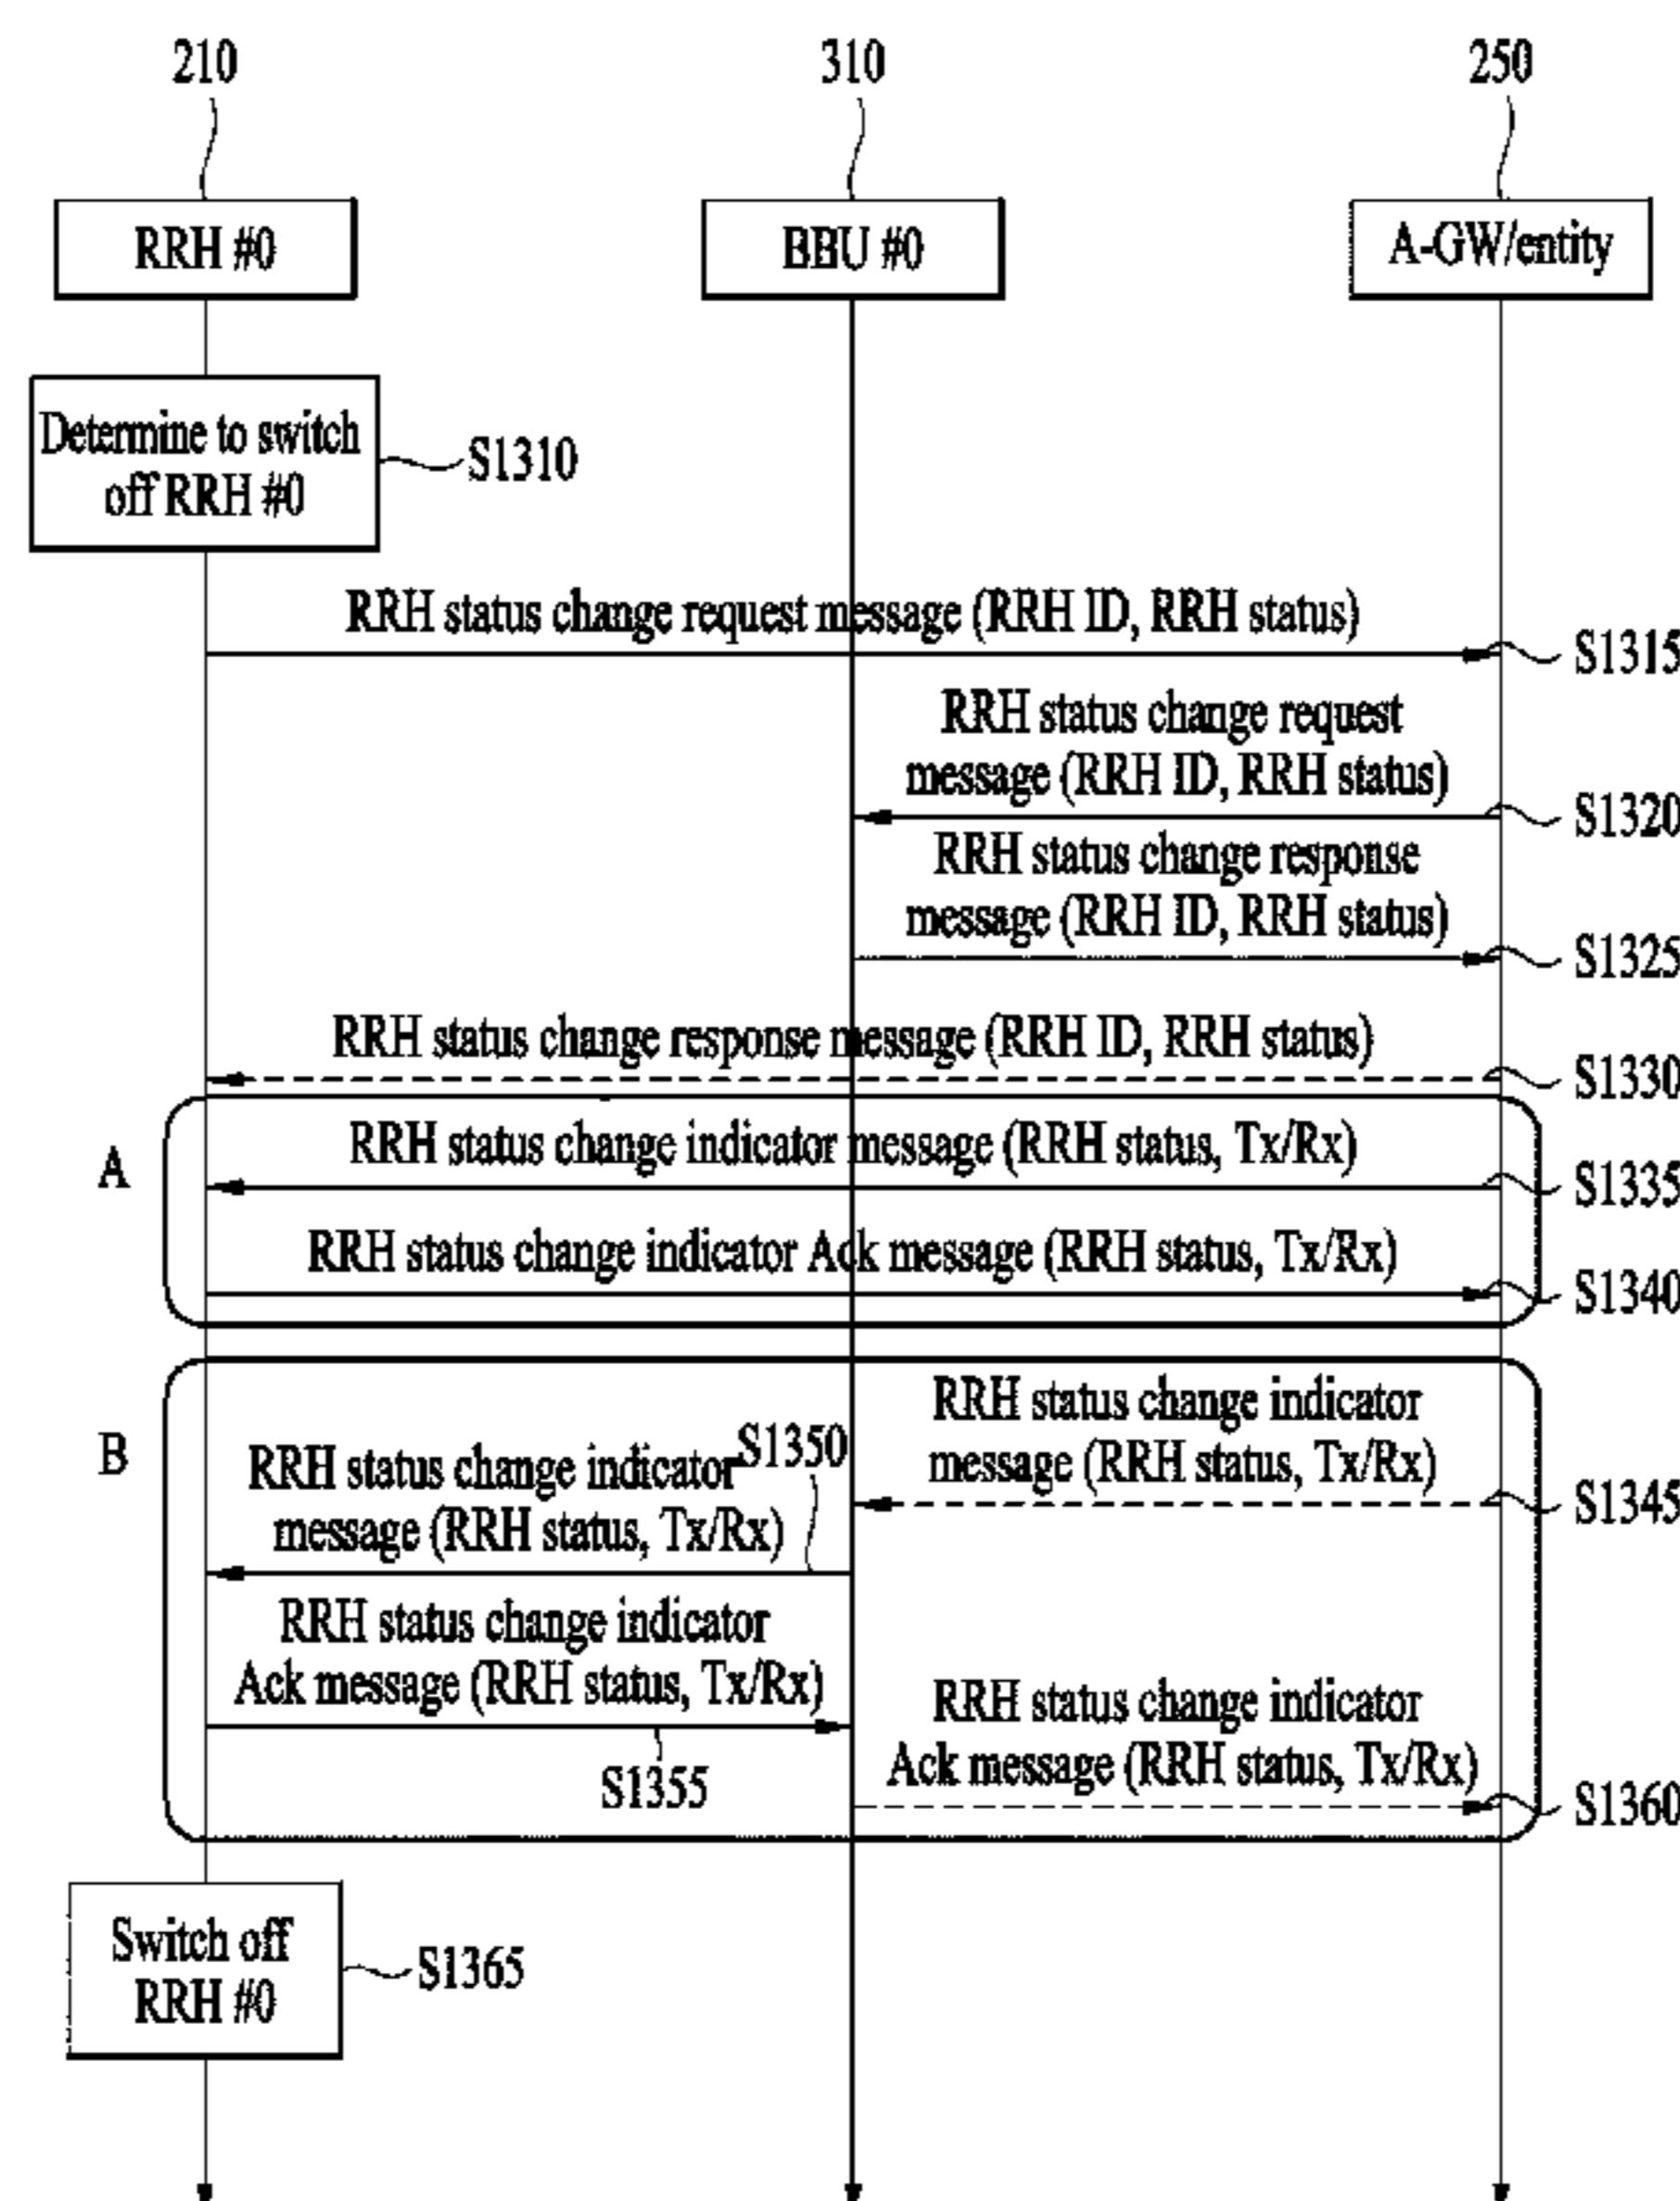 210
310
250
RRH #0
BBU #0
A-GW/entity
Determine to switch
off RRH #0
S1310
RRH status change request message (RRH ID, RRH status)
S1315
RRH status change request
message (RRH ID, RRH status)
S1320
RRH status change response
message (RRH ID, RRH status)
S1325
RRH status change response message (RRH ID, RRH status)
S1330
A
RRH status change indicator message (RRH status, Tx/Rx)
S1335
RRH status change indicator Ack message (RRH status, Tx/Rx)
S1340
B
RRH status change indicator
message (RRH status, Tx/Rx)
S1345
S1350
RRH status change indicator
message (RRH status, Tx/Rx)
RRH status change indicator
Ack message (RRH status, Tx/Rx)
S1355
RRH status change indicator
Ack message (RRH status, Tx/Rx)
S1360
Switch off
RRH #0
S1365